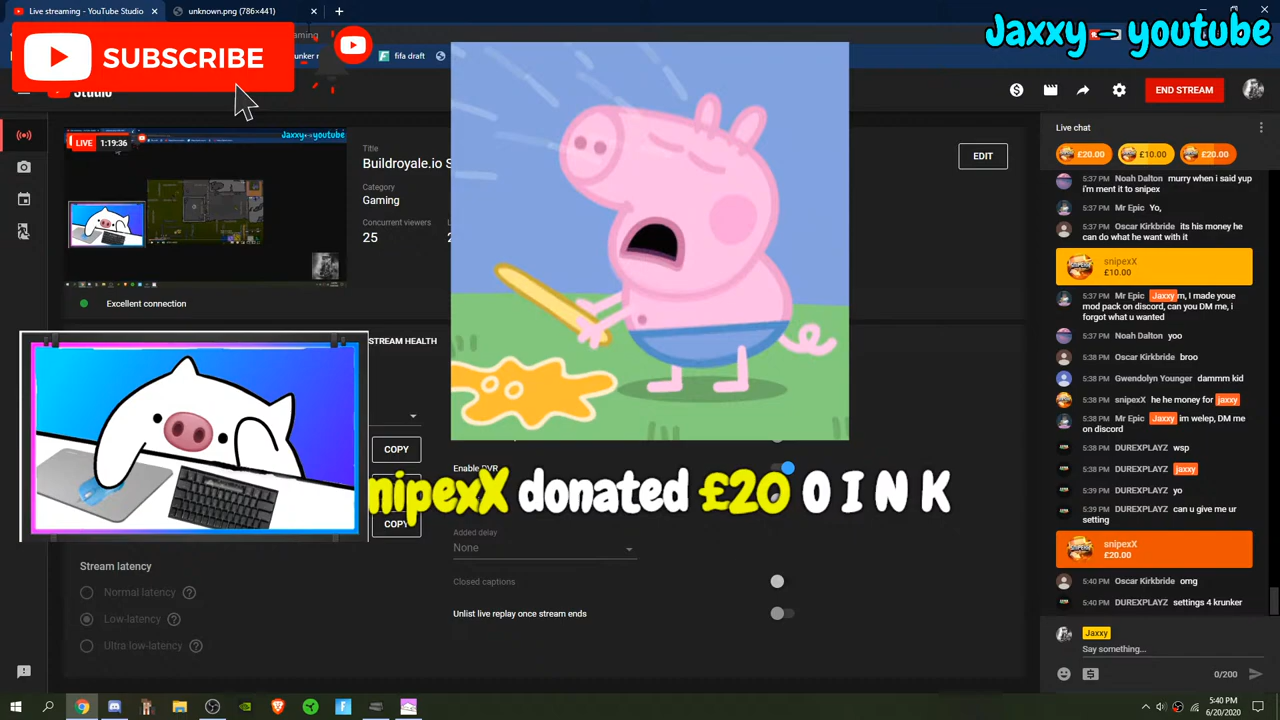 Live streaming - YouTube Studio
unknown.png (786×441)
fifa draft
SUBSCRIBE
Jaxxy - youtube
Studio
END STREAM
LIVE
1:19:36
Jaxxy-youtube
Title
Buildroyale.io S
Category
Gaming
Concurrent viewers
25
EDIT
Excellent connection
STREAM HEALTH
COPY
Enable DVR
snipexX donated £20 O I N K
COPY
Added delay
None
Stream latency
Normal latency
Low-latency
Ultra low-latency
Closed captions
Unlist live replay once stream ends
Live chat
£20.00
£10.00
£20.00
5:37 PM Noah Dalton murry when i said yup
i'm ment it to snipex
5:37 PM Mr Epic Yo,
5:37 PM Oscar Kirkbride its his money he
can do what he want with it
snipexX
£10.00
5:37 PM Mr Epic Jaxxy m, I made youe
mod pack on discord, can you DM me, i
forgot what u wanted
5:37 PM Noah Dalton yoo
5:38 PM Oscar Kirkbride broo
5:38 PM Gwendolyn Younger dammm kid
5:38 PM snipexX he he money for jaxxy
5:38 PM Mr Epic Jaxxy im welep, DM me
on discord
5:38 PM DUREXPLAYZ wsp
5:38 PM DUREXPLAYZ jaxxy
5:39 PM DUREXPLAYZ yo
5:39 PM DUREXPLAYZ can u give me ur
setting
snipexX
£20.00
5:40 PM Oscar Kirkbride omg
5:40 PM DUREXPLAYZ settings 4 krunker
Jaxxy
Say something...
0/200
5:40 PM
6/20/2020